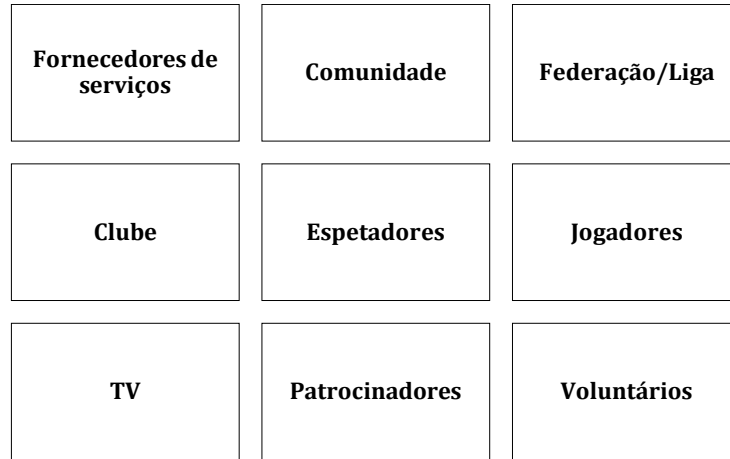 Fornecedores de
serviços
Comunidade
Federação/Liga
Clube
Espetadores
Jogadores
TV
Patrocinadores
Voluntários